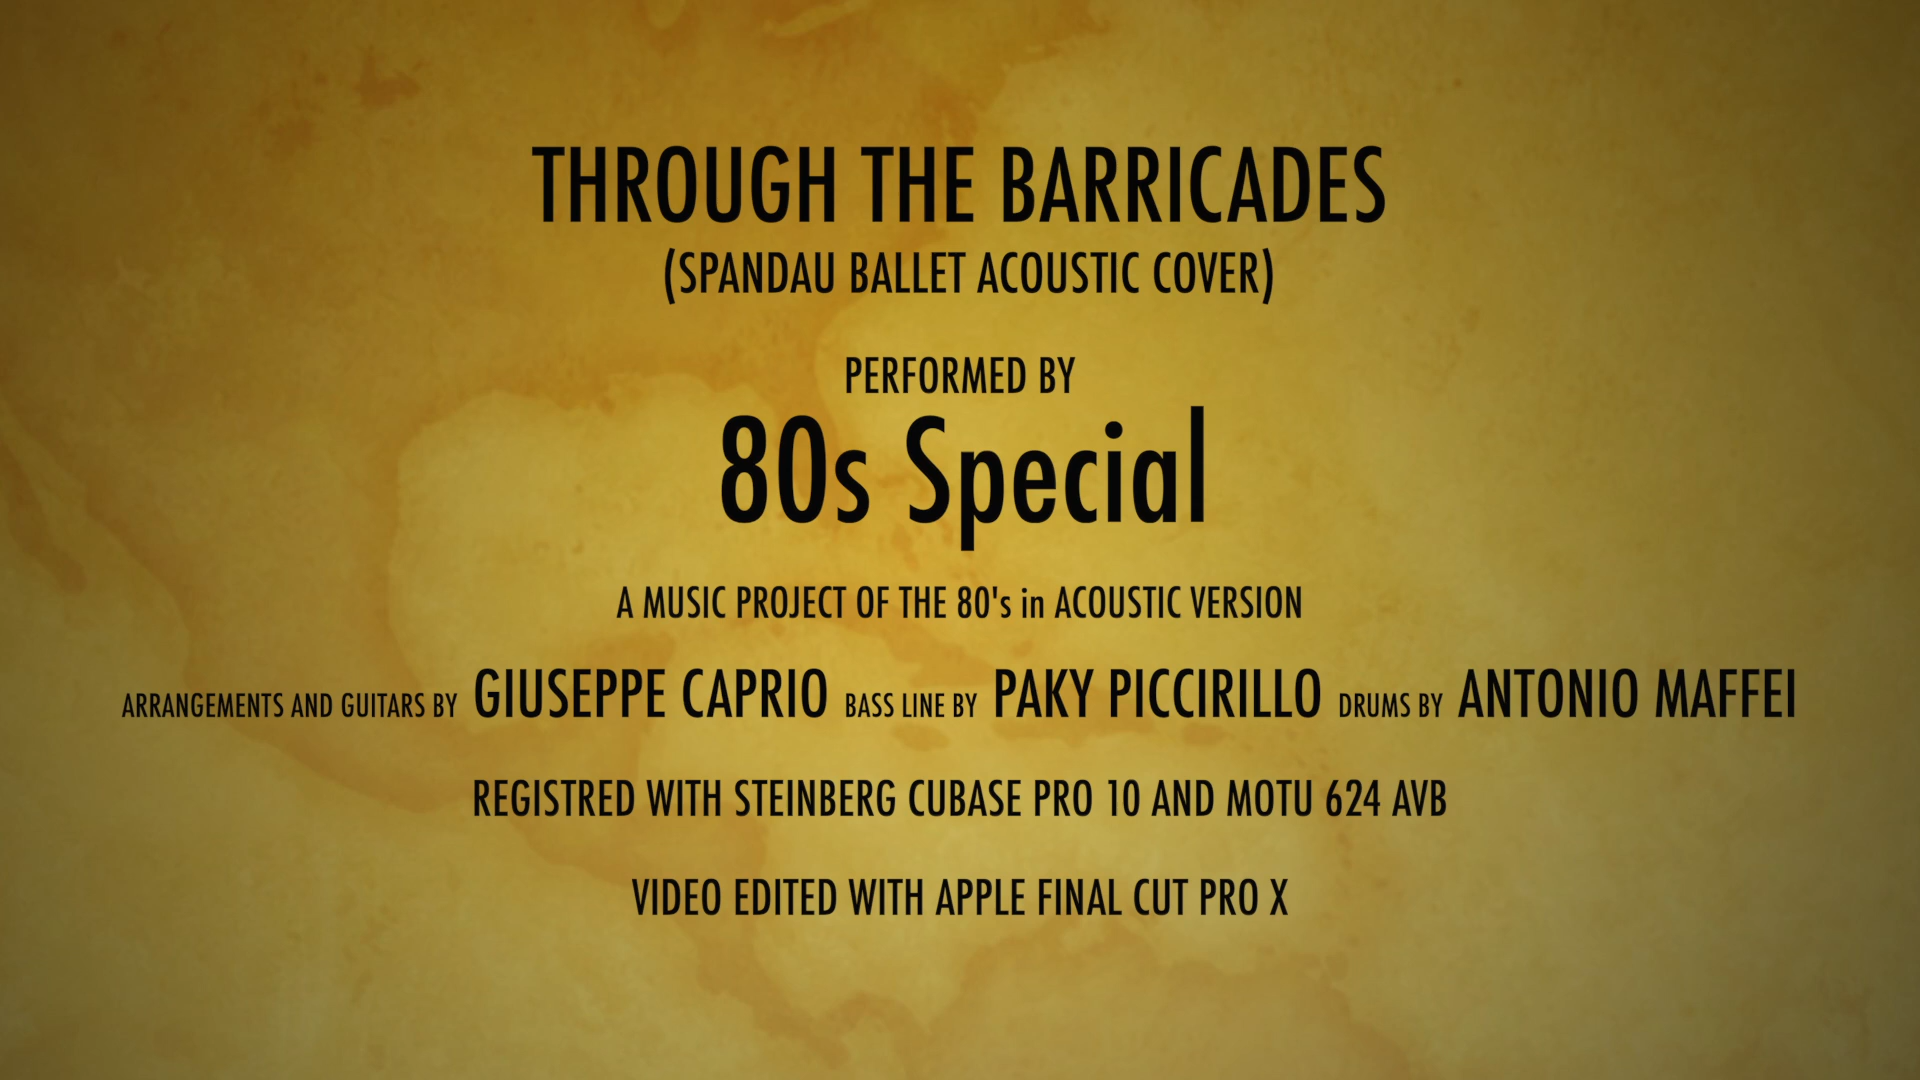 THROUGH THE BARRICADES
(SPANDAU BALLET ACOUSTIC COVER)
PERFORMED BY
80s Special
A MUSIC PROJECT OF THE 80's in ACOUSTIC VERSION
ARRANGEMENTS AND GUITARS BY GIUSEPPE CAPRIO BASS LINE BY PAKY PICCIRILLO DRUMS BY ANTONIO MAFFEI
REGISTRED WITH STEINBERG CUBASE PRO 10 AND MOTU 624 AVB
VIDEO EDITED WITH APPLE FINAL CUT PRO X